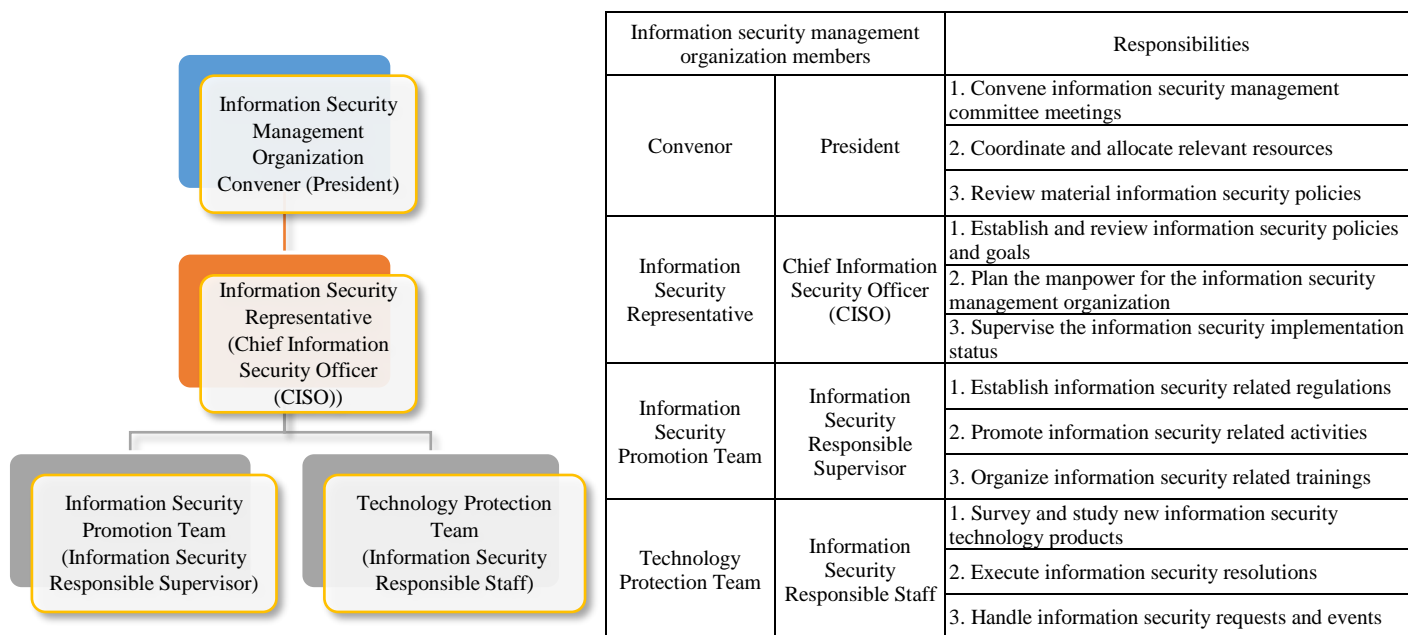 Information Security
Management
Organization
Convener (President)
Information Security
Representative
(Chief Information
Security Officer
(CISO))
Information Security
Promotion Team
(Information Security
Responsible Supervisor)
Technology Protection
Team
(Information Security
Responsible Staff)
Information security management
organization members
Responsibilities
Convenor
President
1. Convene information security management
committee meetings
2. Coordinate and allocate relevant resources
3. Review material information security policies
Information
Security
Representative
Chief Information
Security Officer
(CISO)
1. Establish and review information security policies
and goals
2. Plan the manpower for the information security
management organization
3. Supervise the information security implementation
status
Information
Security
Promotion Team
Information
Security
Responsible
Supervisor
1. Establish information security related regulations
2. Promote information security related activities
3. Organize information security related trainings
Technology
Protection Team
Information
Security
Responsible Staff
1. Survey and study new information security
technology products
2. Execute information security resolutions
3. Handle information security requests and events